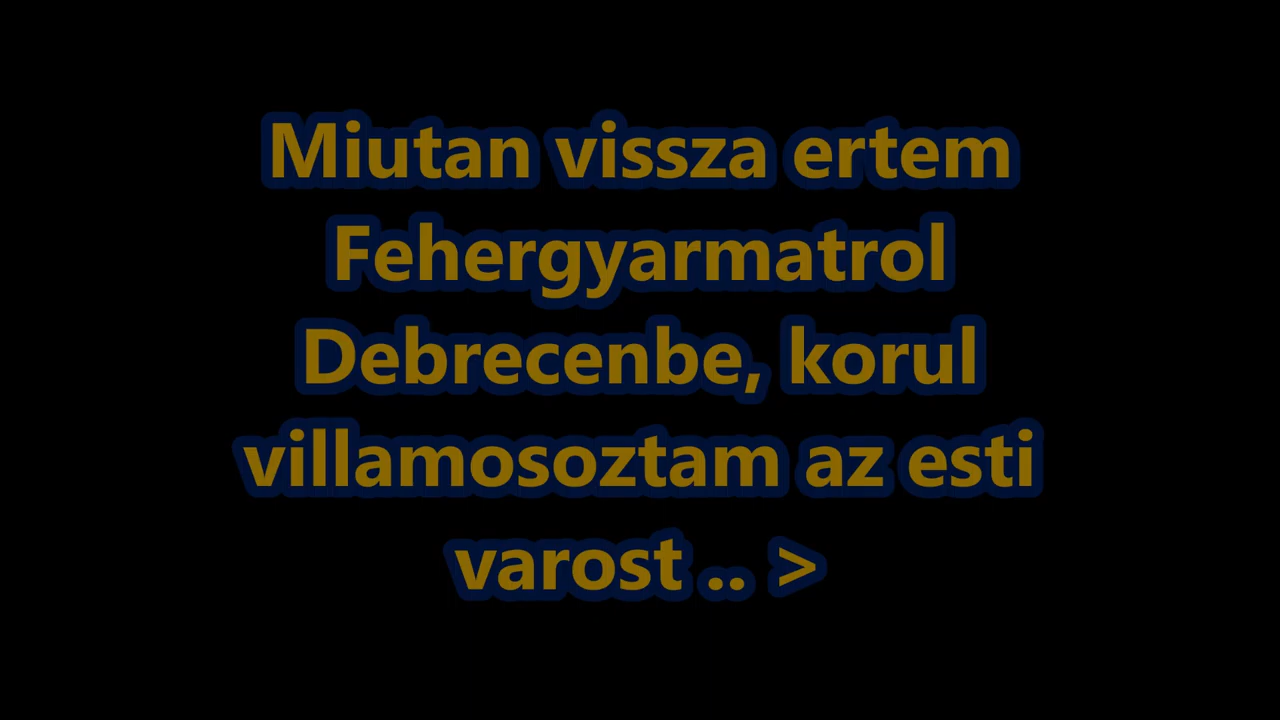 Miutan vissza ertem
Fehergyarmatrol
Debrecenbe, korul
villamosoztam az esti
varost .. >